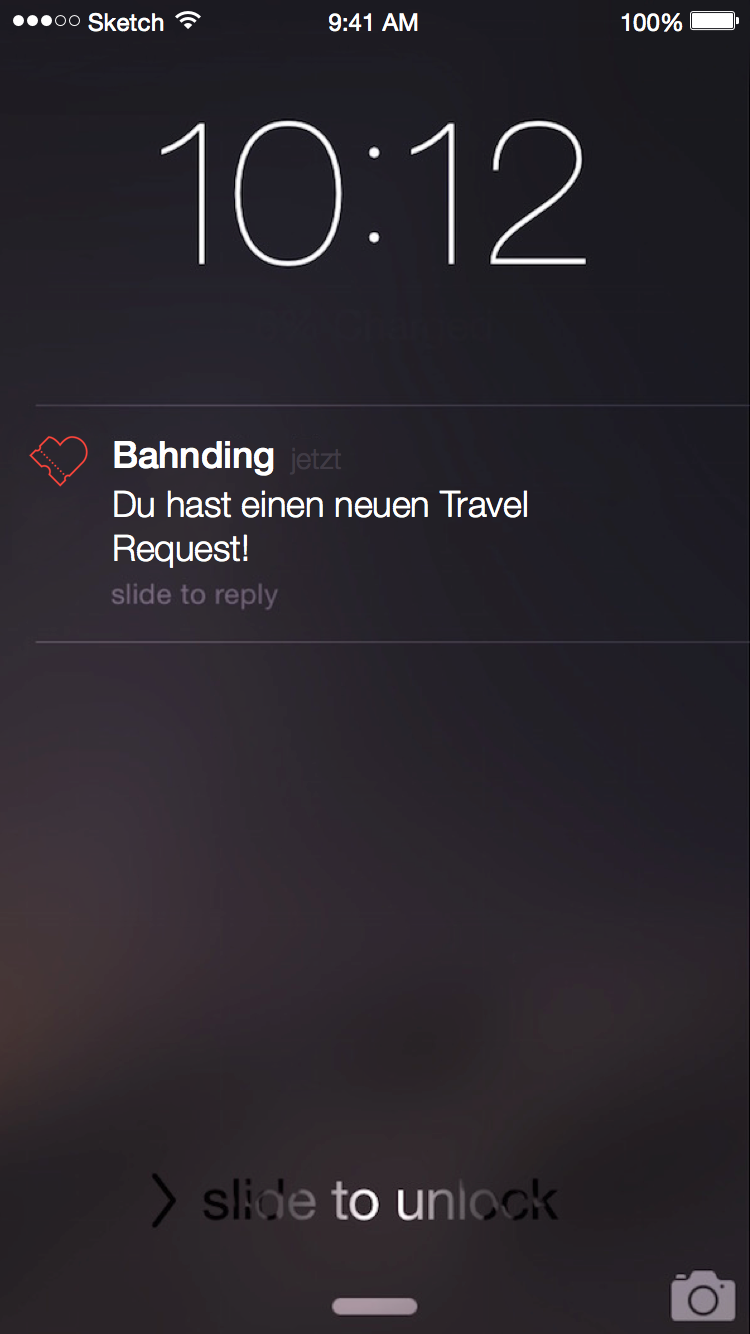 Sketch 9:41 AM 100%
10:12
Bahnding jetzt
Du hast einen neuen Travel
Request!
slide to reply
slide to unlock